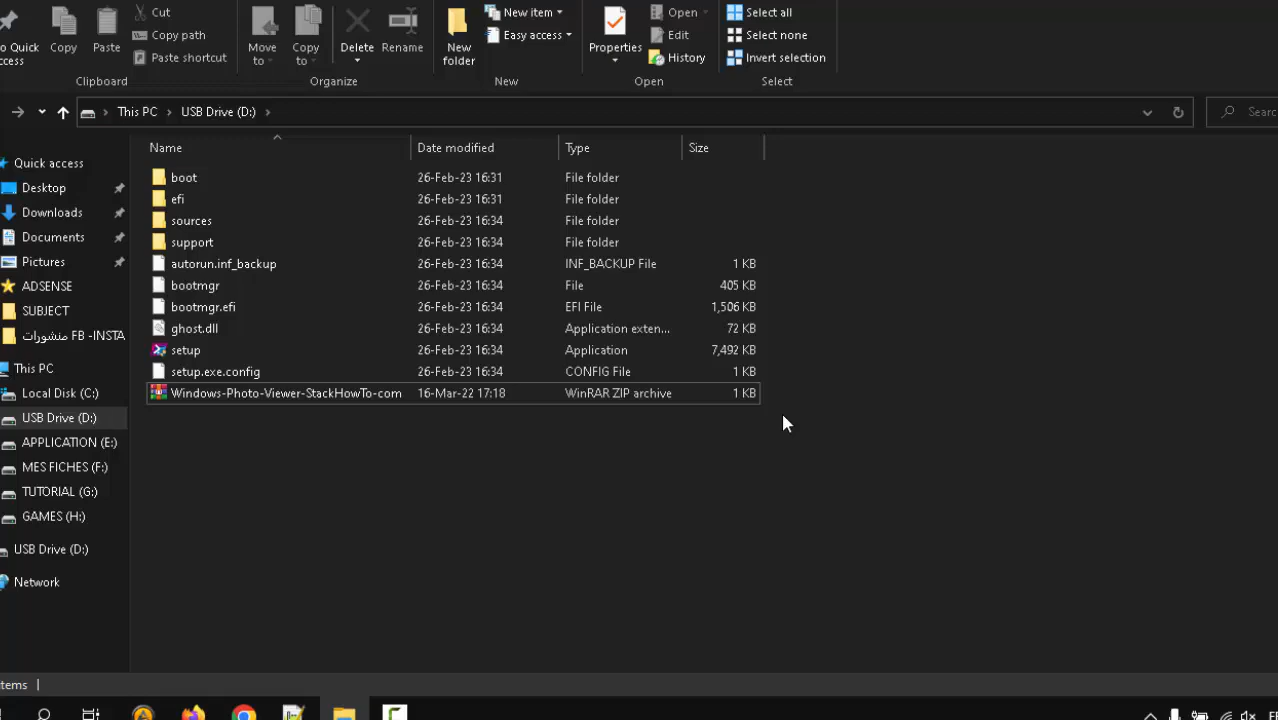 Cut
New item
Open
Select all
Copy path
Easy access
Edit
Select none
to Quick
access
Copy
Paste
Paste shortcut
Move
to
Copy
to
Delete
Rename
New
folder
Properties
History
Invert selection
Clipboard
Organize
New
Open
Select
This PC
USB Drive (D:)
Searc
Name
Date modified
Type
Size
boot 26-Feb-23 16:31 File folder
efi 26-Feb-23 16:31 File folder
sources 26-Feb-23 16:34 File folder
support 26-Feb-23 16:34 File folder
autorun.inf_backup 26-Feb-23 16:34 INF_BACKUP File 1 KB
bootmgr 26-Feb-23 16:34 File 405 KB
bootmgr.efi 26-Feb-23 16:34 EFI File 1,506 KB
ghost.dll 26-Feb-23 16:34 Application exten... 72 KB
setup 26-Feb-23 16:34 Application 7,492 KB
setup.exe.config 26-Feb-23 16:34 CONFIG File 1 KB
Windows-Photo-Viewer-StackHowTo-com 16-Mar-22 17:18 WinRAR ZIP archive 1 KB
Quick access
Desktop
Downloads
Documents
Pictures
ADSENSE
SUBJECT
منشورات FB -INSTA
This PC
Local Disk (C:)
USB Drive (D:)
APPLICATION (E:)
MES FICHES (F:)
TUTORIAL (G:)
GAMES (H:)
USB Drive (D:)
Network
tems